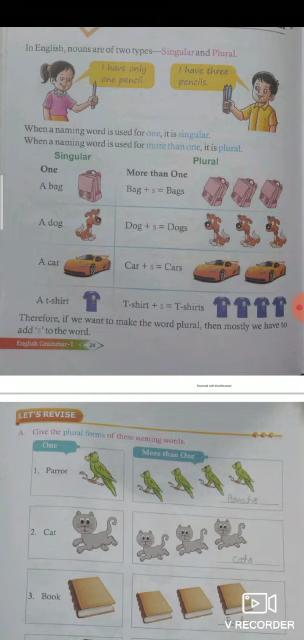 In English, nouns are of two types—Singular and Plural.
I have only
one pencil.
I have three
pencils.
When a naming word is used for one, it is singular.
When a naming word is used for more than one, it is plural.
Singular
Plural
One
More than One
A bag
Bag + s = Bags
A dog
Dog + s = Dogs
A car
Car + s = Cars
A t-shirt
T-shirt + s = T-shirts
Therefore, if we want to make the word plural, then mostly we have to
add 's' to the word.
English Grammar-1
24
LET'S REVISE
A. Give the plural forms of these naming words.
One
More than One
1. Parrot
Parrots
2. Cat
Cats
3. Book
V RECORDER